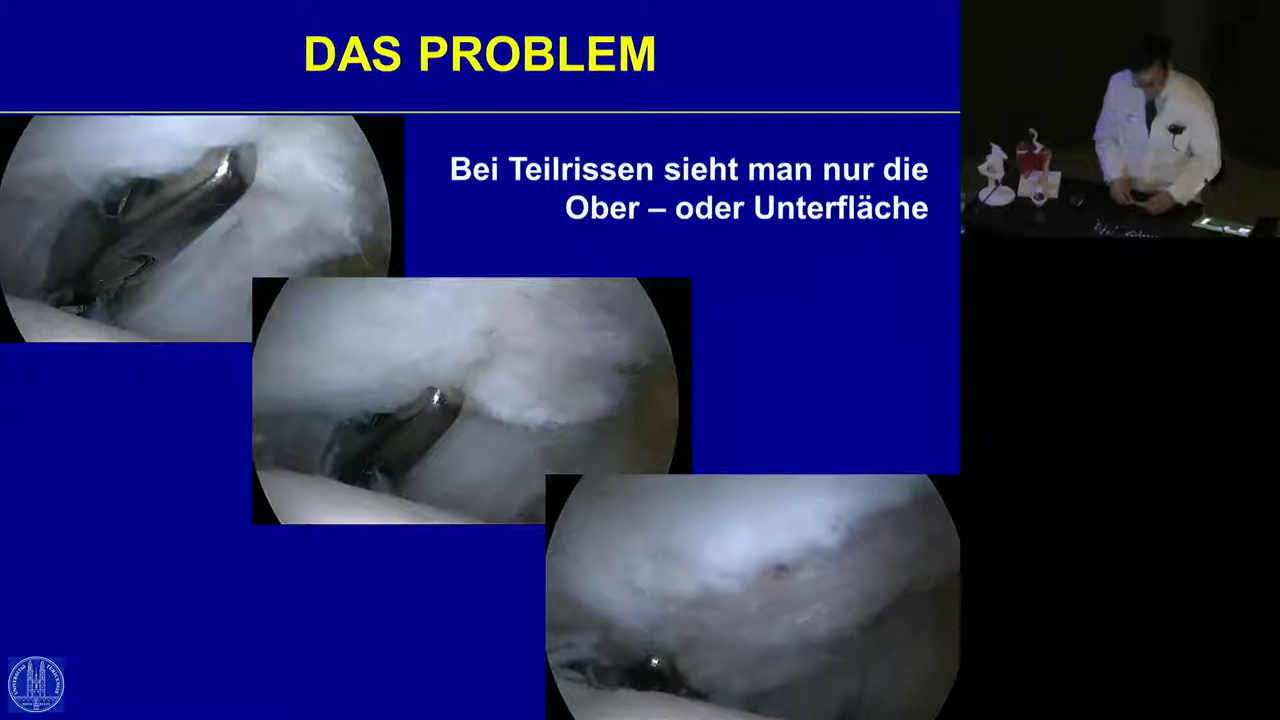 DAS PROBLEM
Bei Teilrissen sieht man nur die
Ober – oder Unterfläche